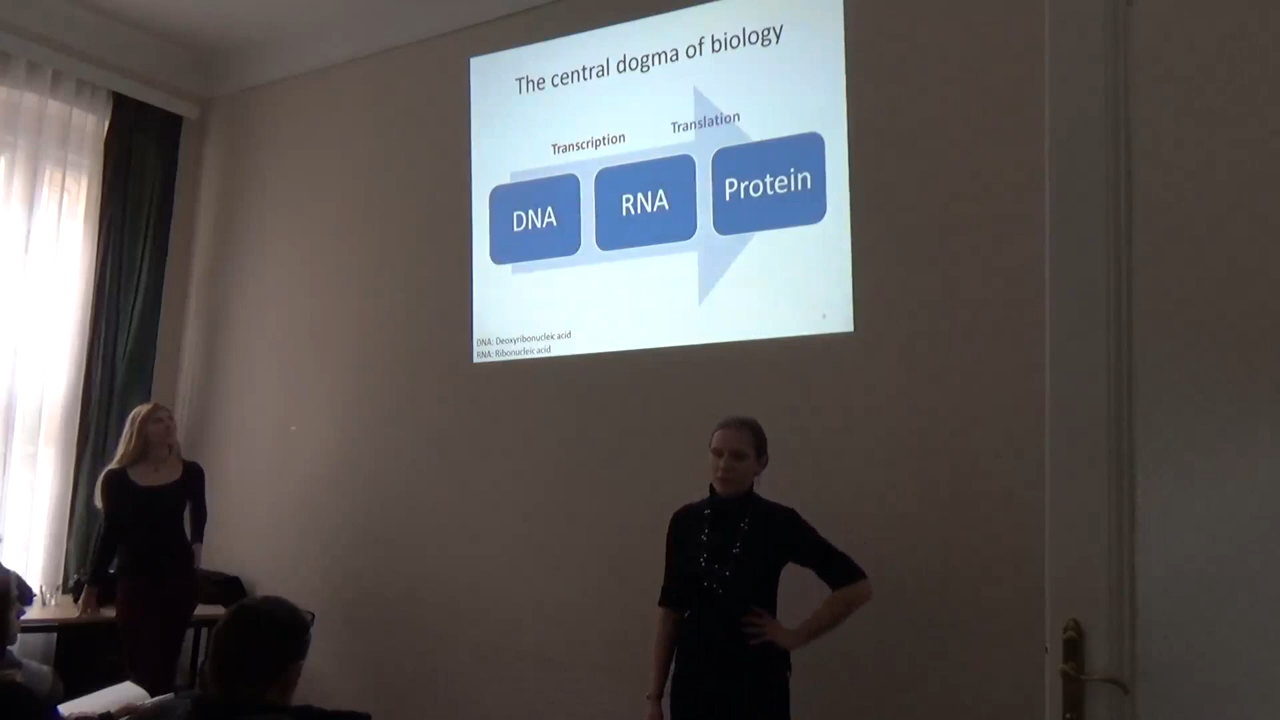 The central dogma of biology
Transcription
Translation
DNA
RNA
Protein
DNA: Deoxyribonucleic acid
RNA: Ribonucleic acid